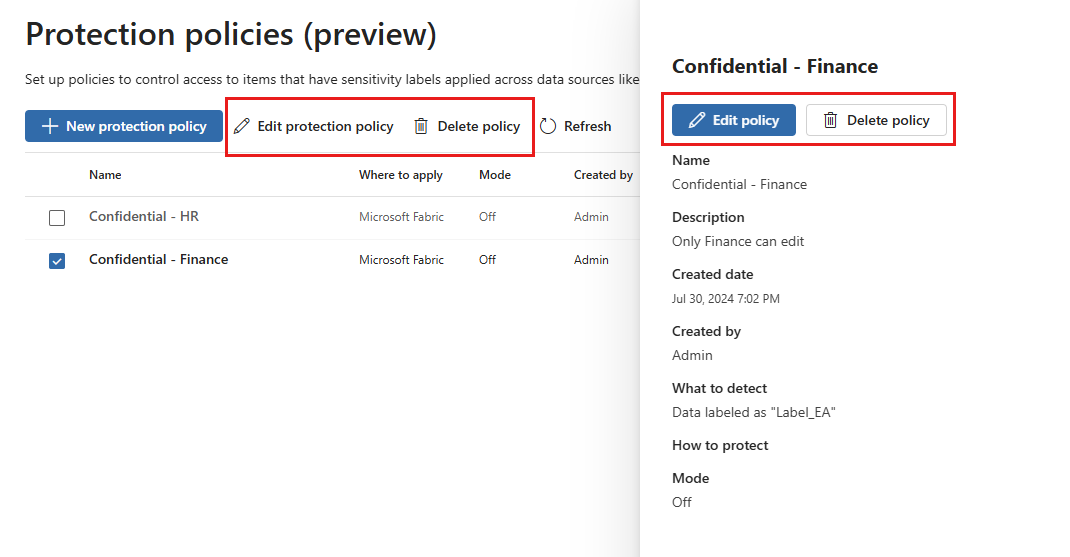 Protection policies (preview)
Set up policies to control access to items that have sensitivity labels applied across data sources like
New protection policy Edit protection policy Delete policy Refresh
Name Where to apply Mode Created by
Confidential - HR Microsoft Fabric Off Admin
Confidential - Finance Microsoft Fabric Off Admin
Confidential - Finance
Edit policy Delete policy
Name
Confidential - Finance
Description
Only Finance can edit
Created date
Jul 30, 2024 7:02 PM
Created by
Admin
What to detect
Data labeled as "Label_EA"
How to protect
Mode
Off